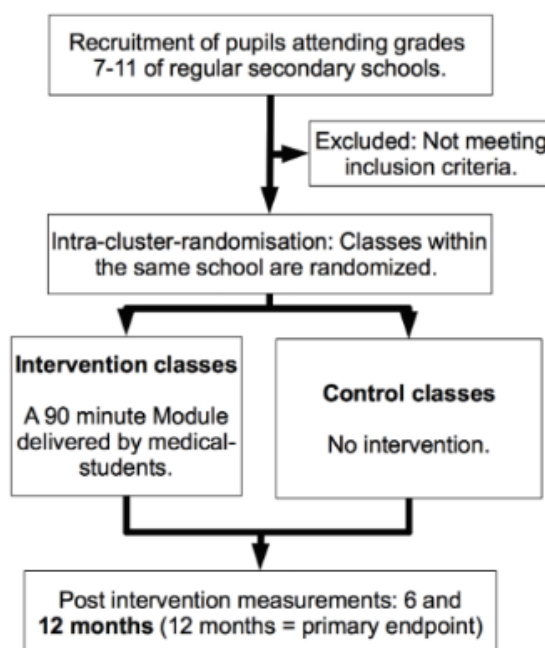 Recruitment of pupils attending grades
7-11 of regular secondary schools.
Excluded: Not meeting
inclusion criteria.
Intra-cluster-randomisation: Classes within
the same school are randomized.
Intervention classes
A 90 minute Module
delivered by medical-
students.
Control classes
No intervention.
Post intervention measurements: 6 and
12 months (12 months = primary endpoint)